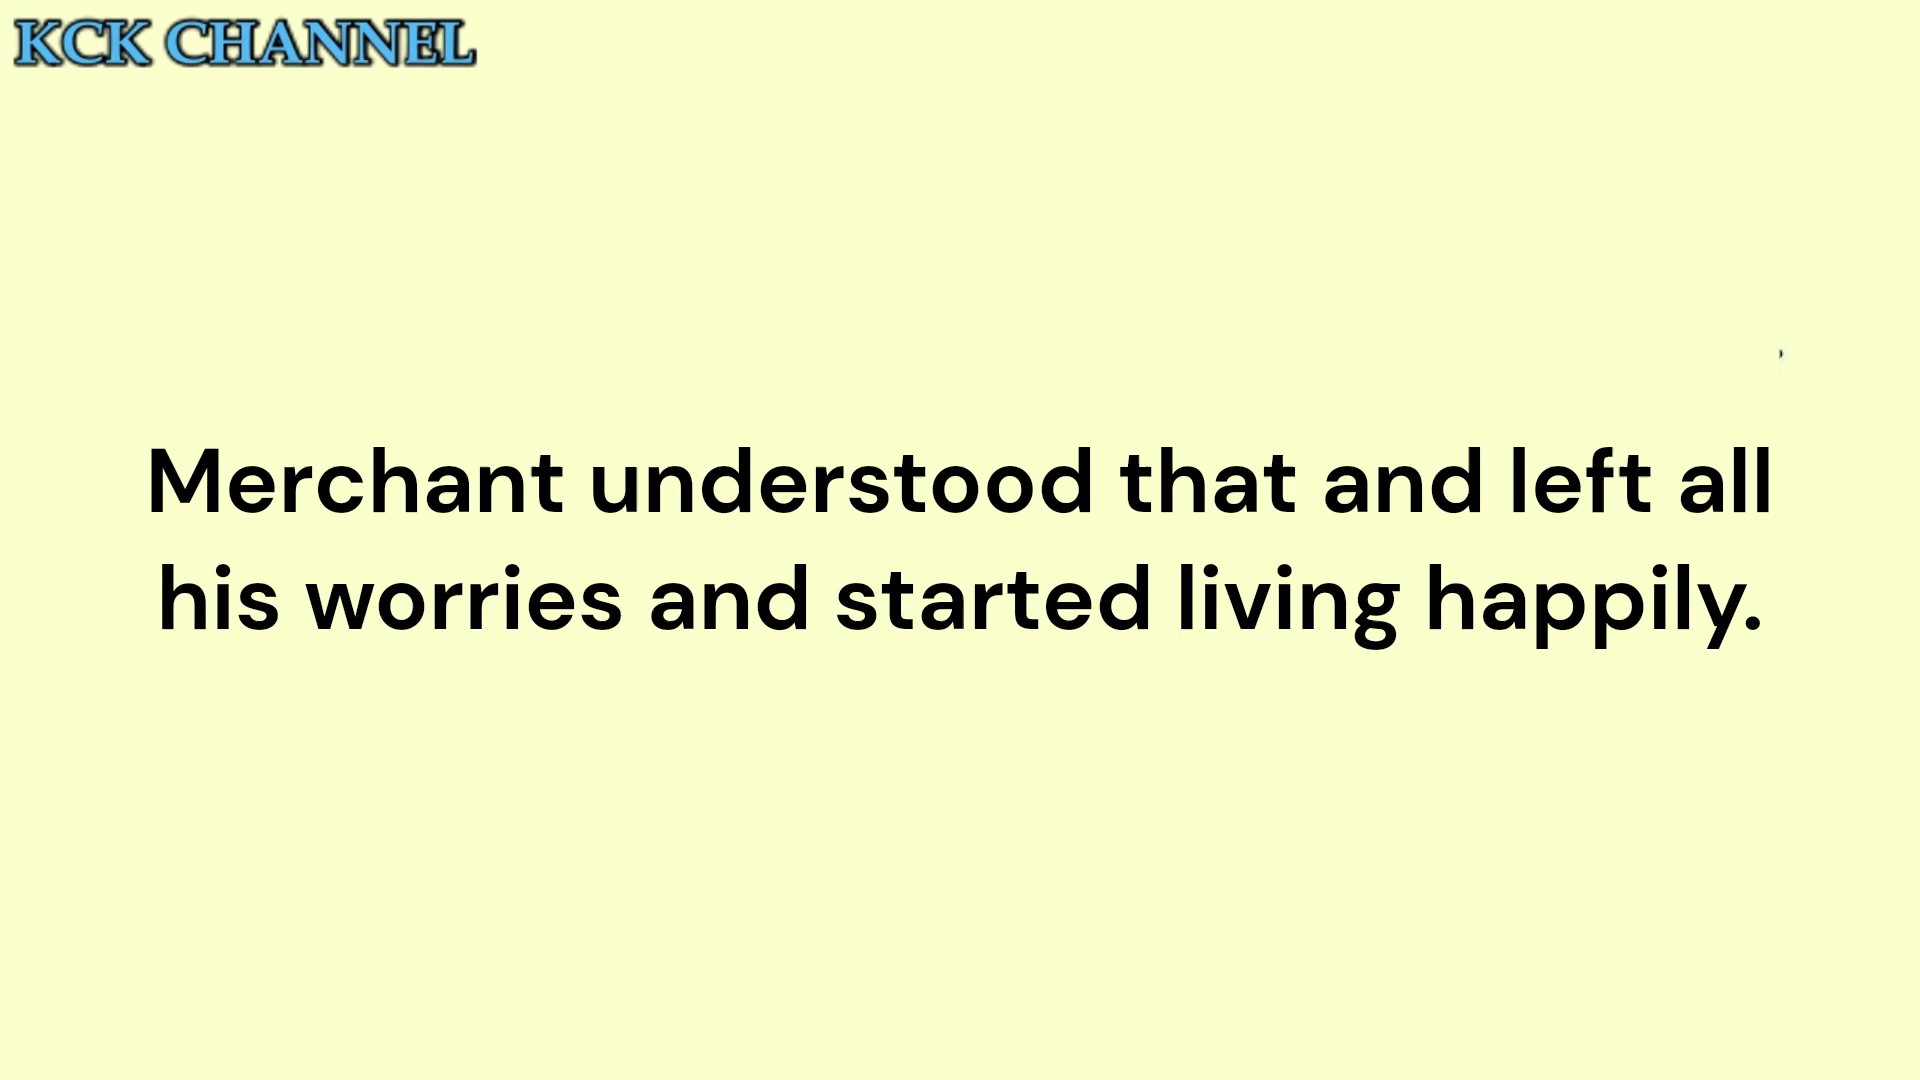 KCK CHANNEL
Merchant understood that and left all
his worries and started living happily.